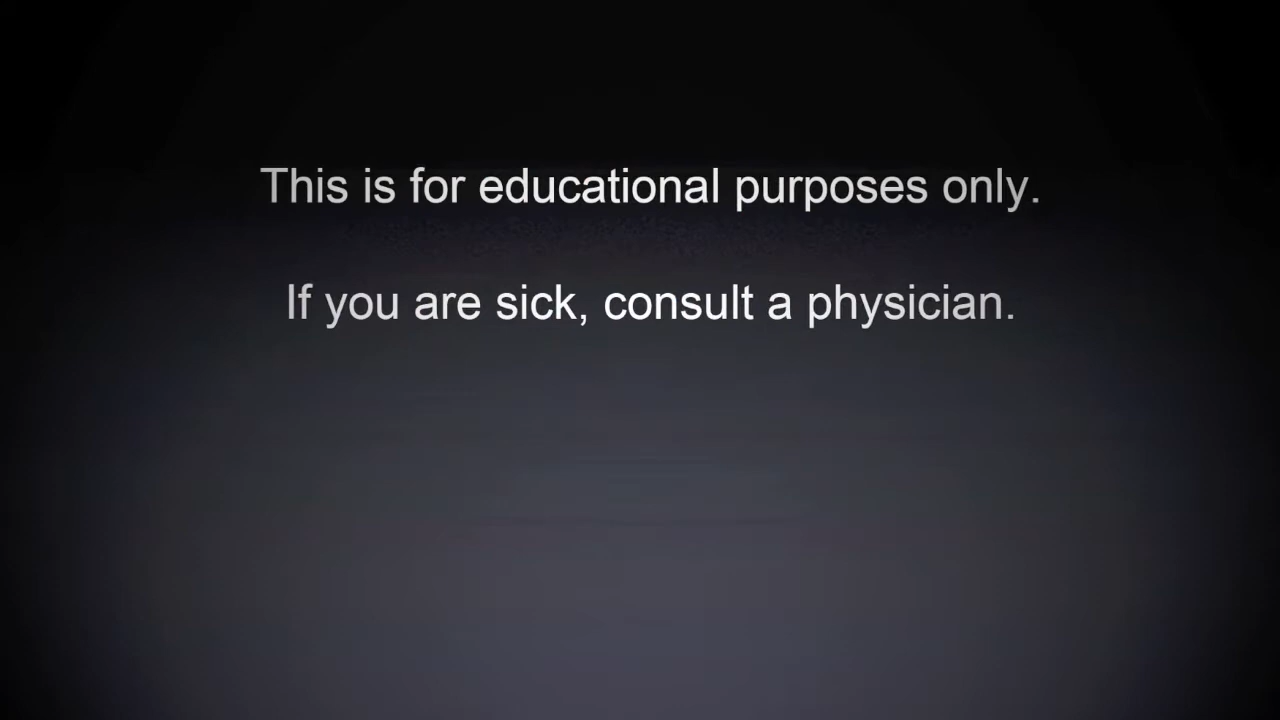 This is for educational purposes only.
If you are sick, consult a physician.